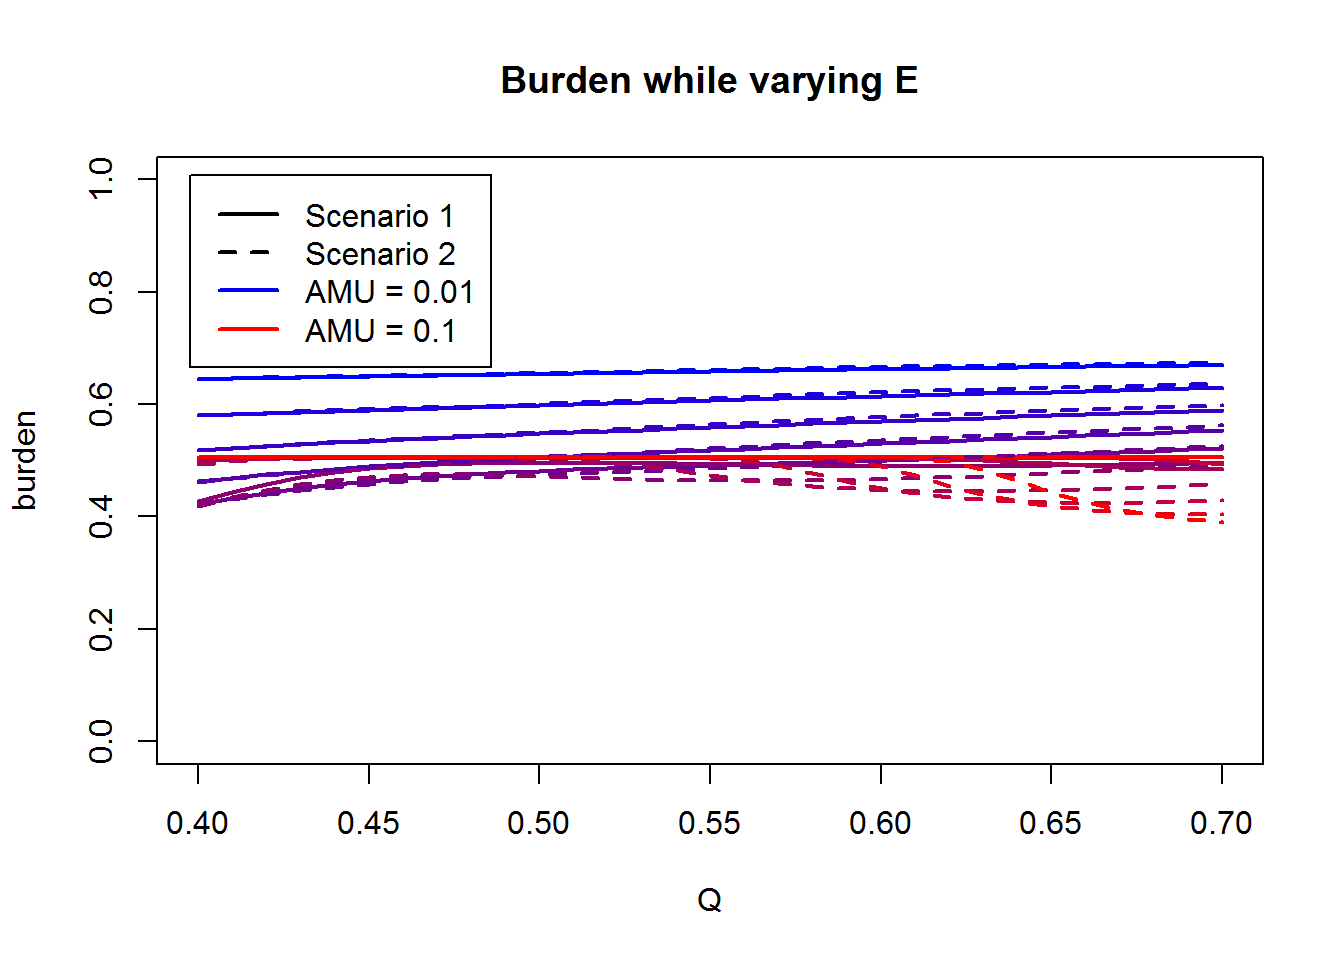 Burden while varying E
Scenario 1
Scenario 2
AMU = 0.01
AMU = 0.1
burden
1.0
0.8
0.6
0.4
0.2
0.0
0.40 0.45 0.50 0.55 0.60 0.65 0.70
Q